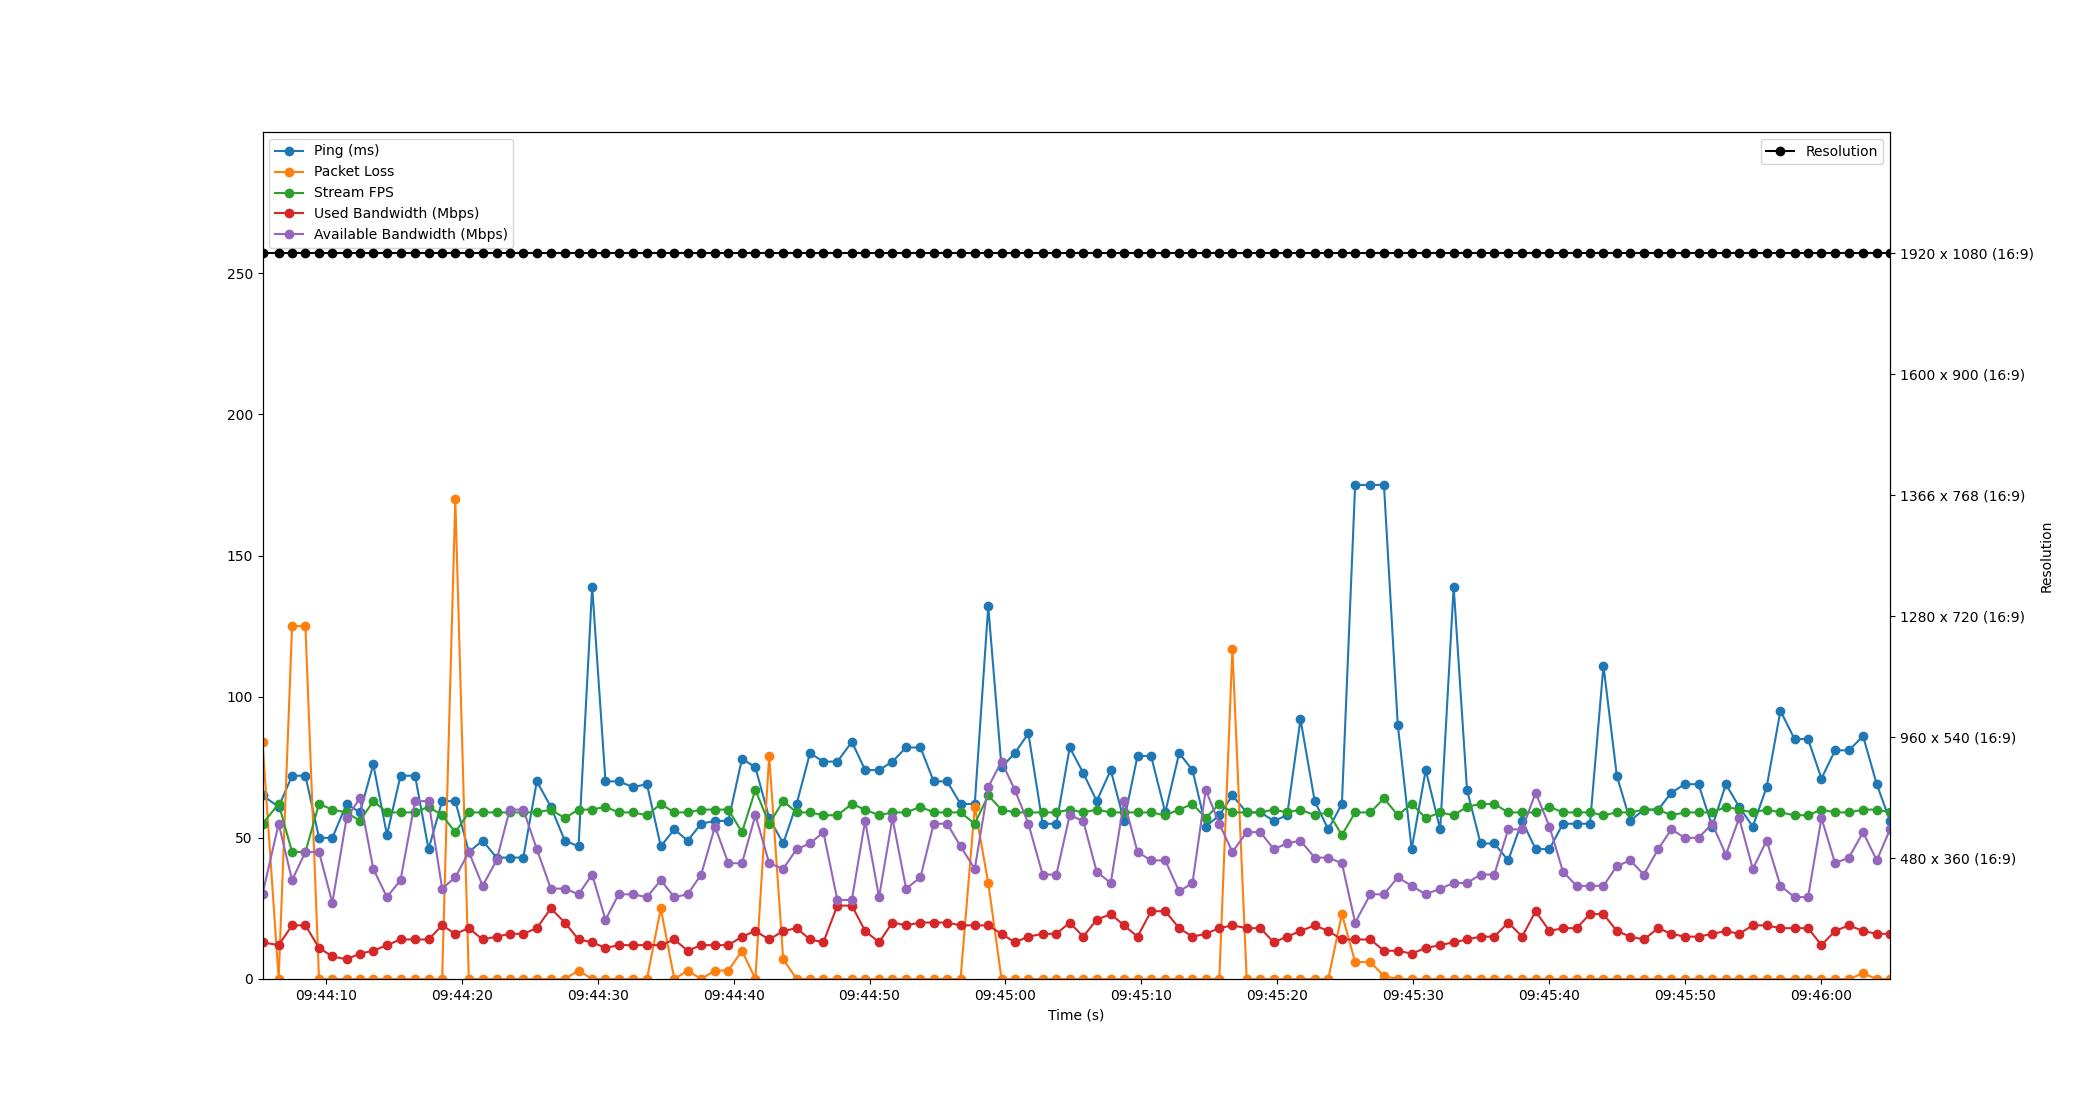 Ping (ms)
Packet Loss
Stream FPS
Used Bandwidth (Mbps)
Available Bandwidth (Mbps)
Resolution
250
200
150
100
50
0
1920 x 1080 (16:9)
1600 x 900 (16:9)
1366 x 768 (16:9)
1280 x 720 (16:9)
960 x 540 (16:9)
480 x 360 (16:9)
Resolution
09:44:10 09:44:20 09:44:30 09:44:40 09:44:50 09:45:00 09:45:10 09:45:20 09:45:30 09:45:40 09:45:50 09:46:00
Time (s)